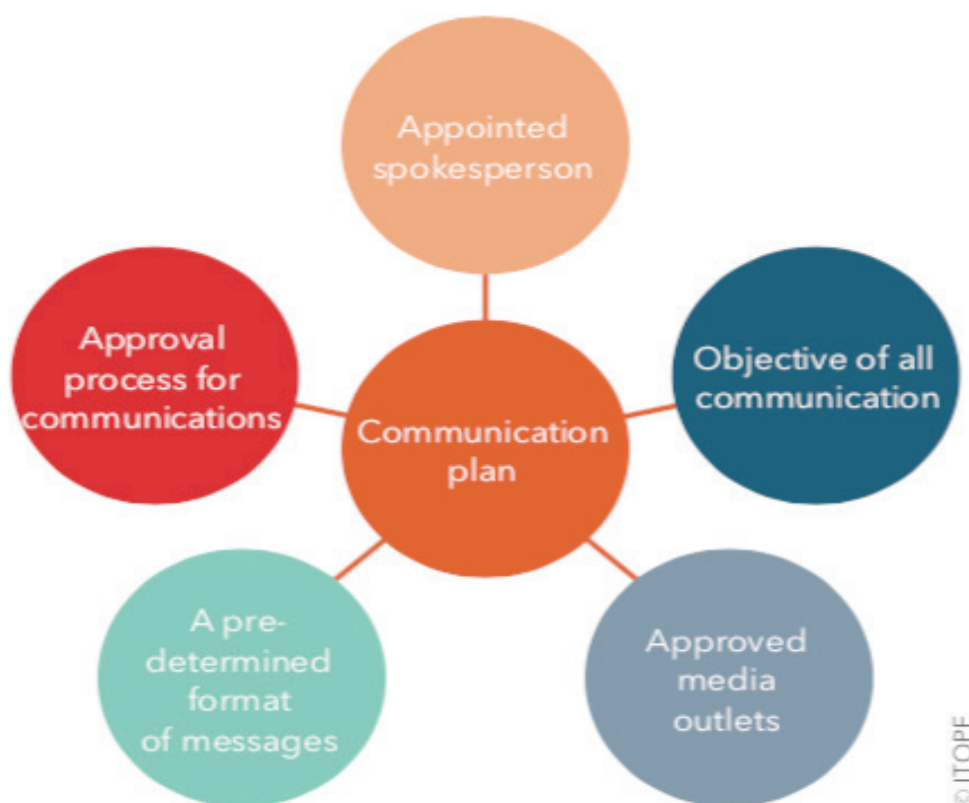 Appointed
spokesperson
Objective of all
communication
Approved
media
outlets
A pre-
determined
format
of messages
Approval
process for
communications
Communication
plan
© ITOPF